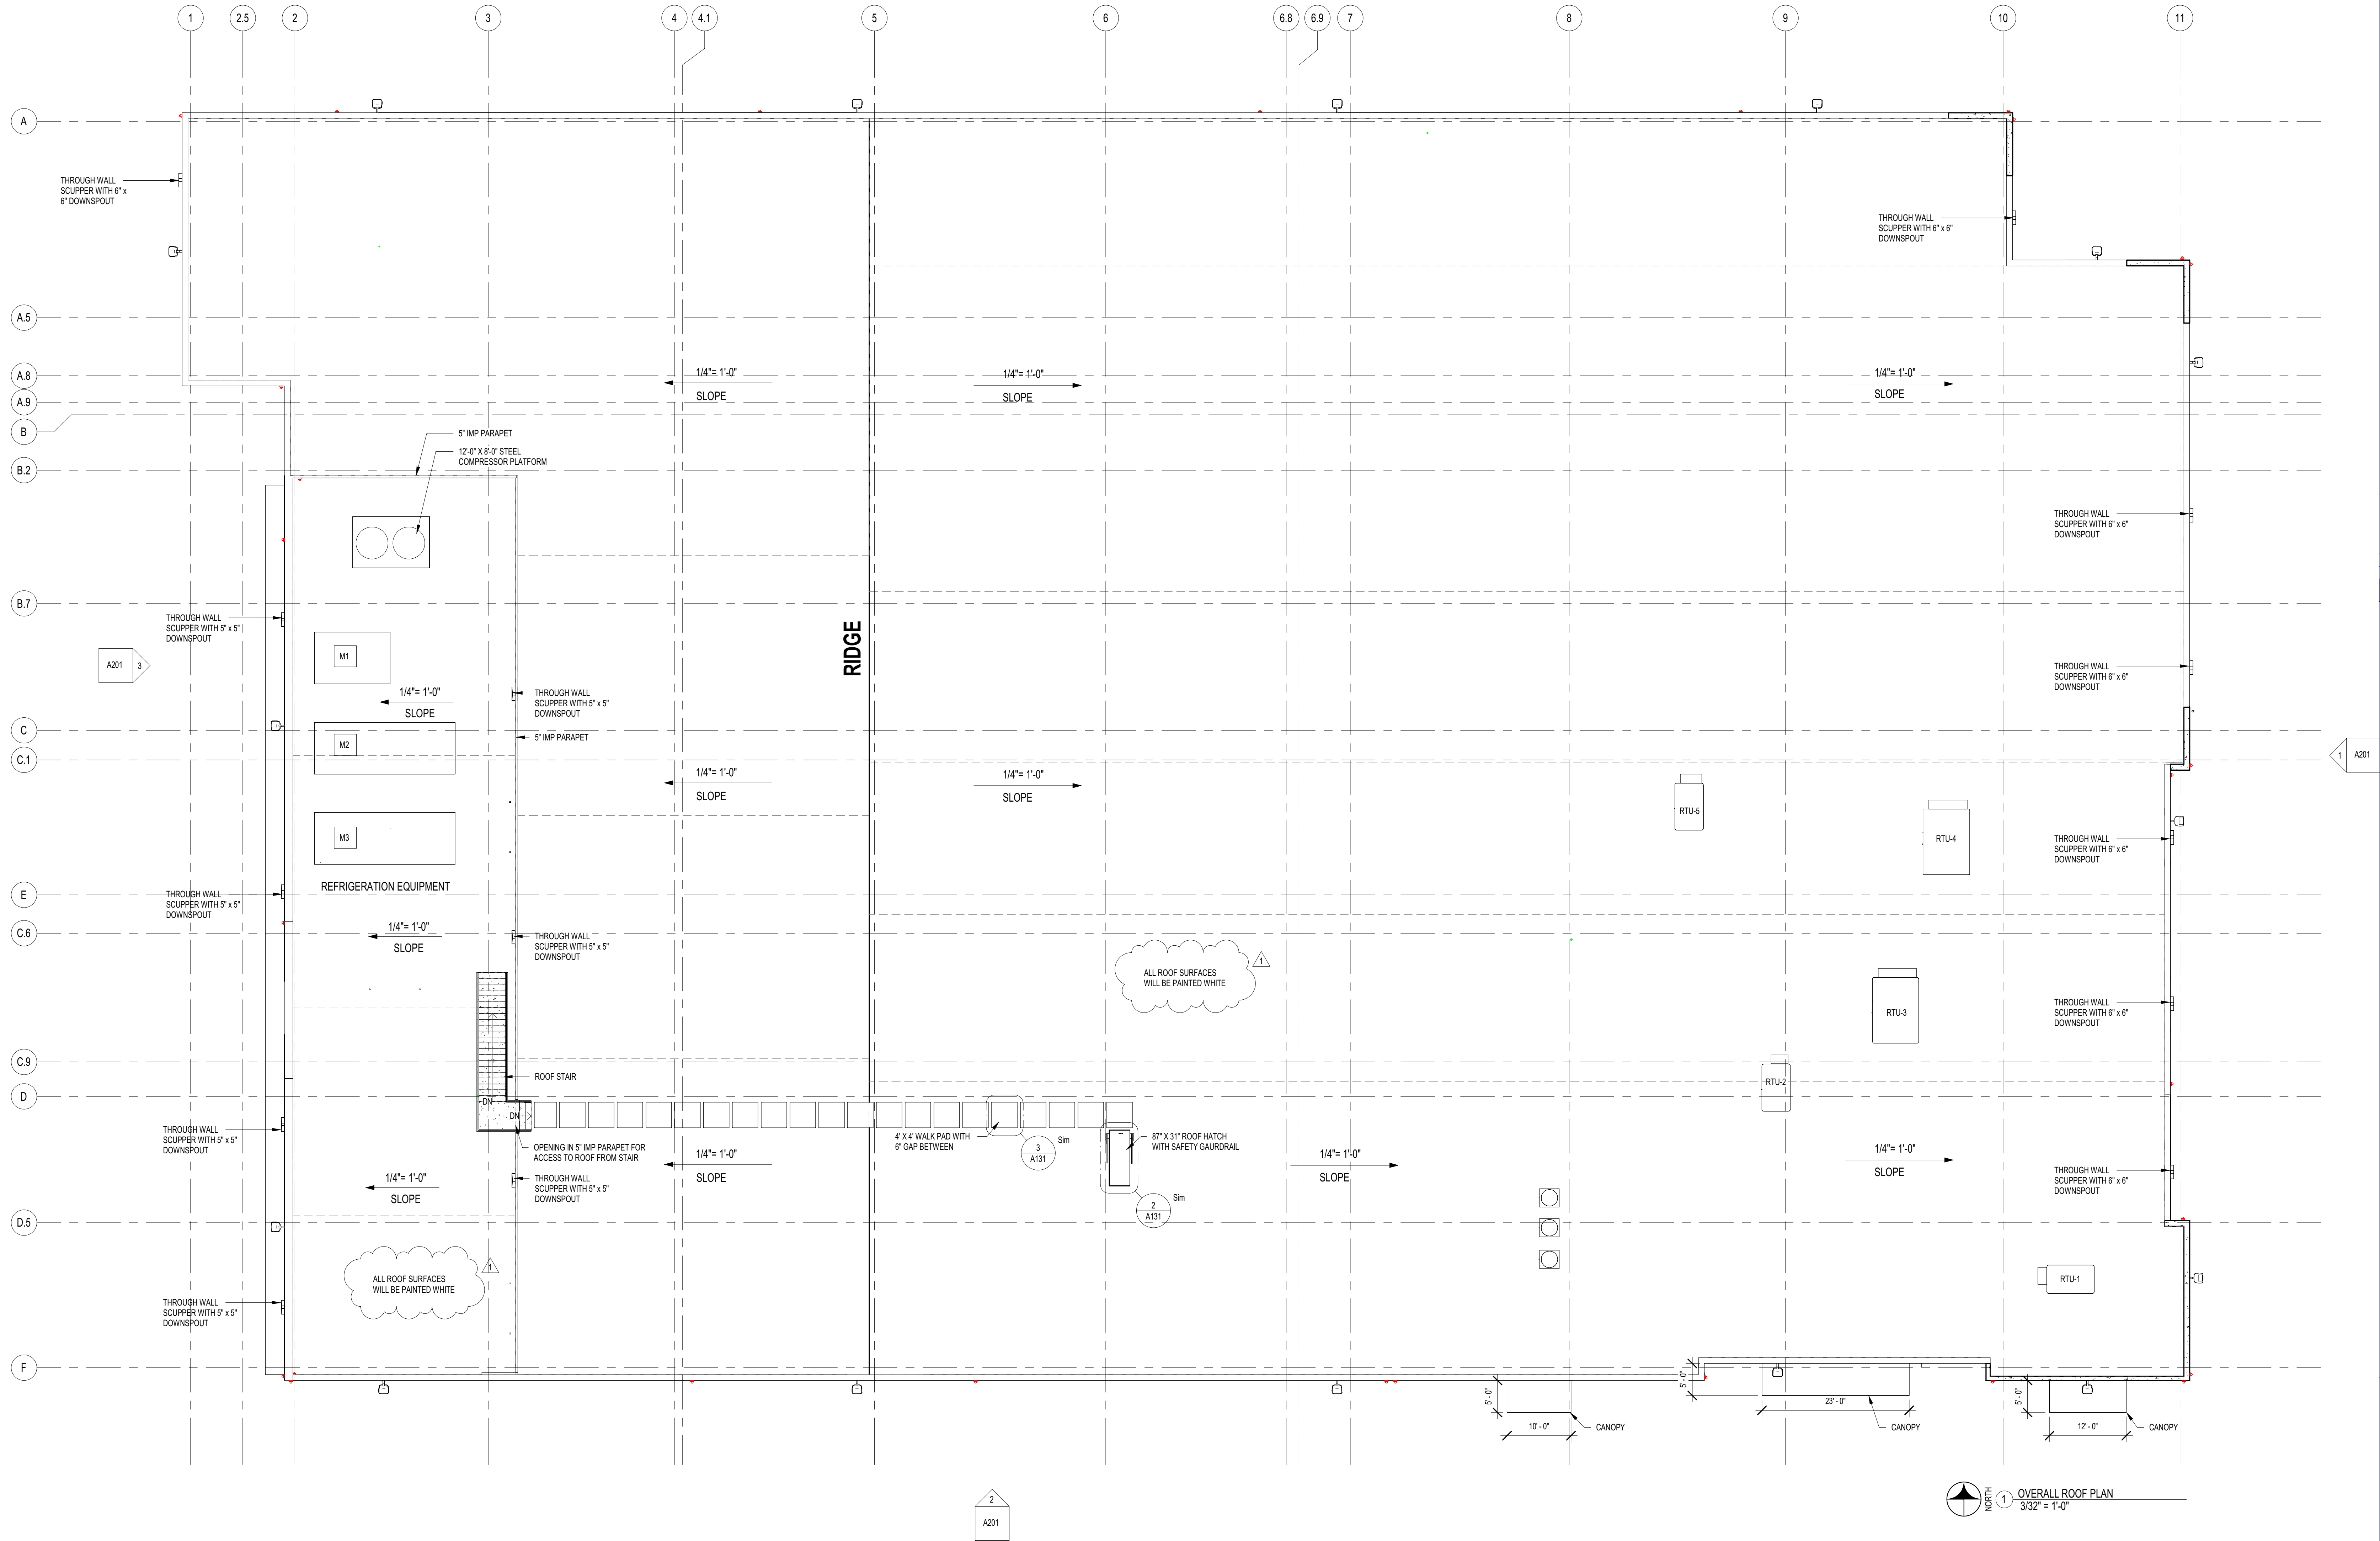 1
2.5
2
3
4
4.1
5
6
6.8
6.9
7
8
9
10
11
A
THROUGH WALL
SCUPPER WITH 6" x
6" DOWNSPOUT
THROUGH WALL
SCUPPER WITH 6" x 6"
DOWNSPOUT
A.5
A.8
A.9
B
B.2
1/4"= 1'-0"
SLOPE
1/4"= 1'-0"
SLOPE
1/4"= 1'-0"
SLOPE
5" IMP PARAPET
12'-0" X 8'-0" STEEL
COMPRESSOR PLATFORM
THROUGH WALL
SCUPPER WITH 6" x 6"
DOWNSPOUT
B.7
THROUGH WALL
SCUPPER WITH 5" x 5"
DOWNSPOUT
A201
3
M1
1/4"= 1'-0"
SLOPE
THROUGH WALL
SCUPPER WITH 5" x 5"
DOWNSPOUT
RIDGE
THROUGH WALL
SCUPPER WITH 6" x 6"
DOWNSPOUT
C
M2
5" IMP PARAPET
C.1
1
A201
1/4"= 1'-0"
SLOPE
1/4"= 1'-0"
SLOPE
RTU-5
RTU-4
M3
THROUGH WALL
SCUPPER WITH 6" x 6"
DOWNSPOUT
REFRIGERATION EQUIPMENT
E
THROUGH WALL
SCUPPER WITH 5" x 5"
DOWNSPOUT
C.6
1/4"= 1'-0"
SLOPE
THROUGH WALL
SCUPPER WITH 5" x 5"
DOWNSPOUT
ALL ROOF SURFACES
WILL BE PAINTED WHITE
1
RTU-3
THROUGH WALL
SCUPPER WITH 6" x 6"
DOWNSPOUT
C.9
ROOF STAIR
RTU-2
D
DN
DN
THROUGH WALL
SCUPPER WITH 5" x 5"
DOWNSPOUT
OPENING IN 5" IMP PARAPET FOR
ACCESS TO ROOF FROM STAIR
1/4"= 1'-0"
SLOPE
4' X 4' WALK PAD WITH
6" GAP BETWEEN
3
A131
Sim
87" X 31" ROOF HATCH
WITH SAFETY GAURDRAIL
1/4"= 1'-0"
SLOPE
1/4"= 1'-0"
SLOPE
THROUGH WALL
SCUPPER WITH 6" x 6"
DOWNSPOUT
1/4"= 1'-0"
SLOPE
THROUGH WALL
SCUPPER WITH 5" x 5"
DOWNSPOUT
2
A131
Sim
D.5
ALL ROOF SURFACES
WILL BE PAINTED WHITE
1
RTU-1
THROUGH WALL
SCUPPER WITH 5" x 5"
DOWNSPOUT
F
5' - 0"
10' - 0"
CANOPY
5' - 0"
23' - 0"
CANOPY
5' - 0"
12' - 0"
CANOPY
2
A201
NORTH
1
OVERALL ROOF PLAN
3/32" = 1'-0"